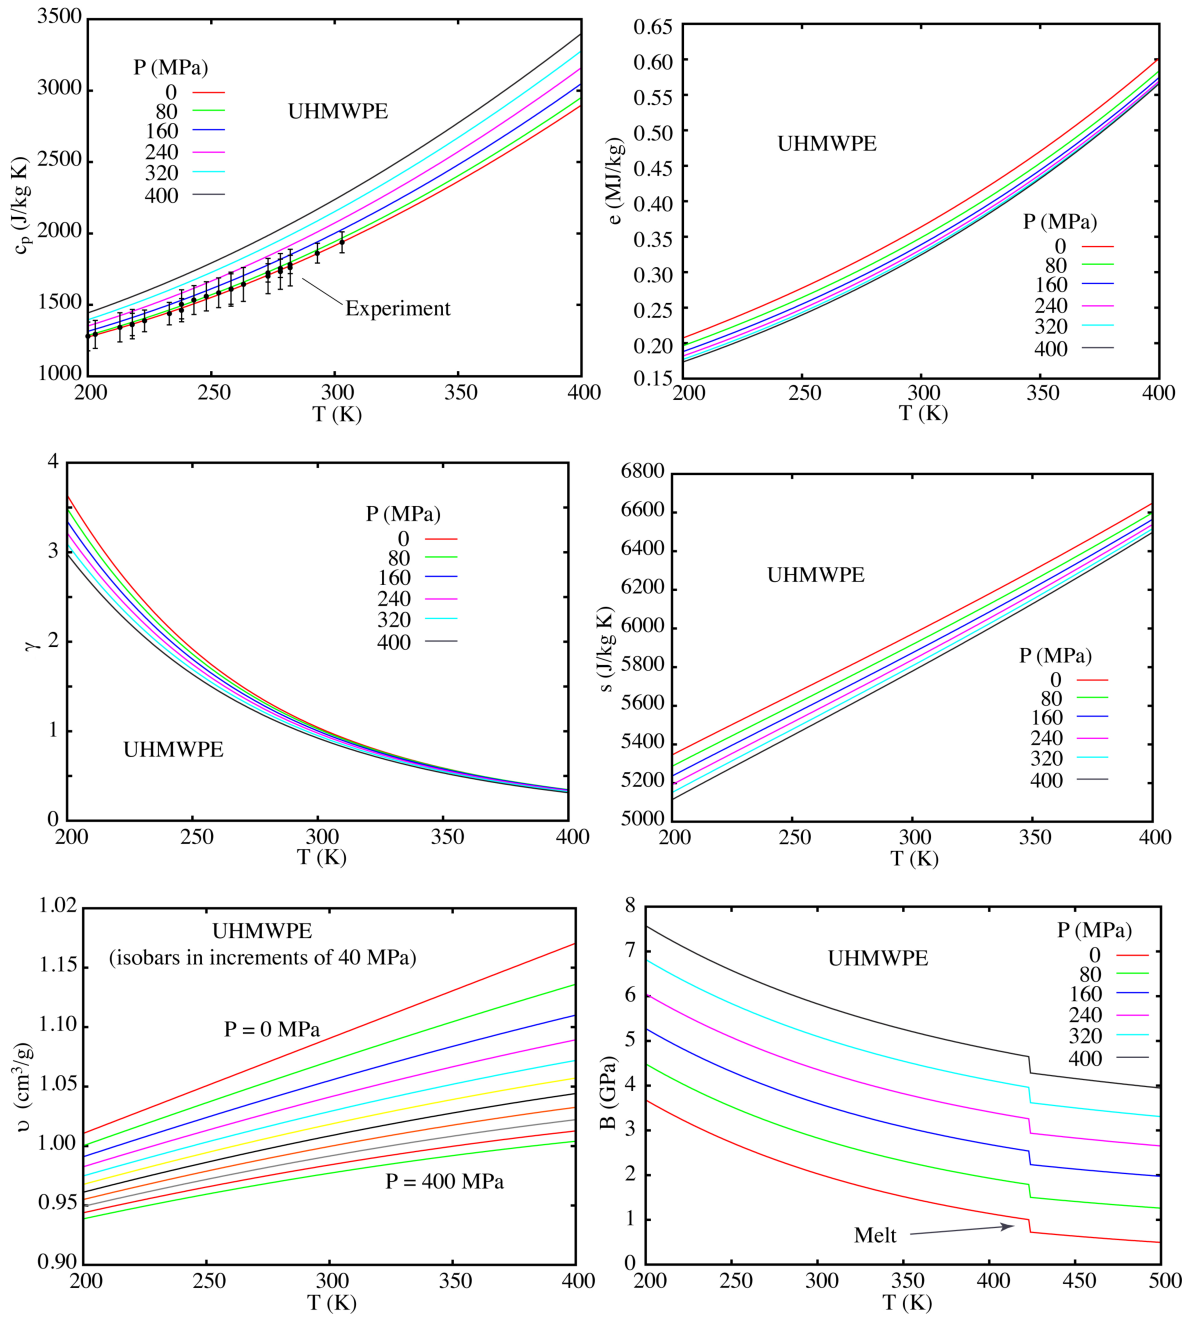 3500
3000
2500
2000
1500
1000
c_p (J/kg K)
P (MPa)
0
80
160
240
320
400
UHMWPE
Experiment
200 250 300 350 400
T (K)
0.65
0.60
0.55
0.50
0.45
0.40
0.35
0.30
0.25
0.20
0.15
e (MJ/kg)
UHMWPE
P (MPa)
0
80
160
240
320
400
200 250 300 350 400
T (K)
4
3
2
1
0
γ
P (MPa)
0
80
160
240
320
400
UHMWPE
200 250 300 350 400
T (K)
6800
6600
6400
6200
6000
5800
5600
5400
5200
5000
s (J/kg K)
UHMWPE
P (MPa)
0
80
160
240
320
400
200 250 300 350 400
T (K)
1.02
1.15
1.10
1.05
1.00
0.95
0.90
υ (cm³/g)
UHMWPE
(isobars in increments of 40 MPa)
P = 0 MPa
P = 400 MPa
200 250 300 350 400
T (K)
8
7
6
5
4
3
2
1
0
B (GPa)
UHMWPE
P (MPa)
0
80
160
240
320
400
Melt
200 250 300 350 400 450 500
T (K)